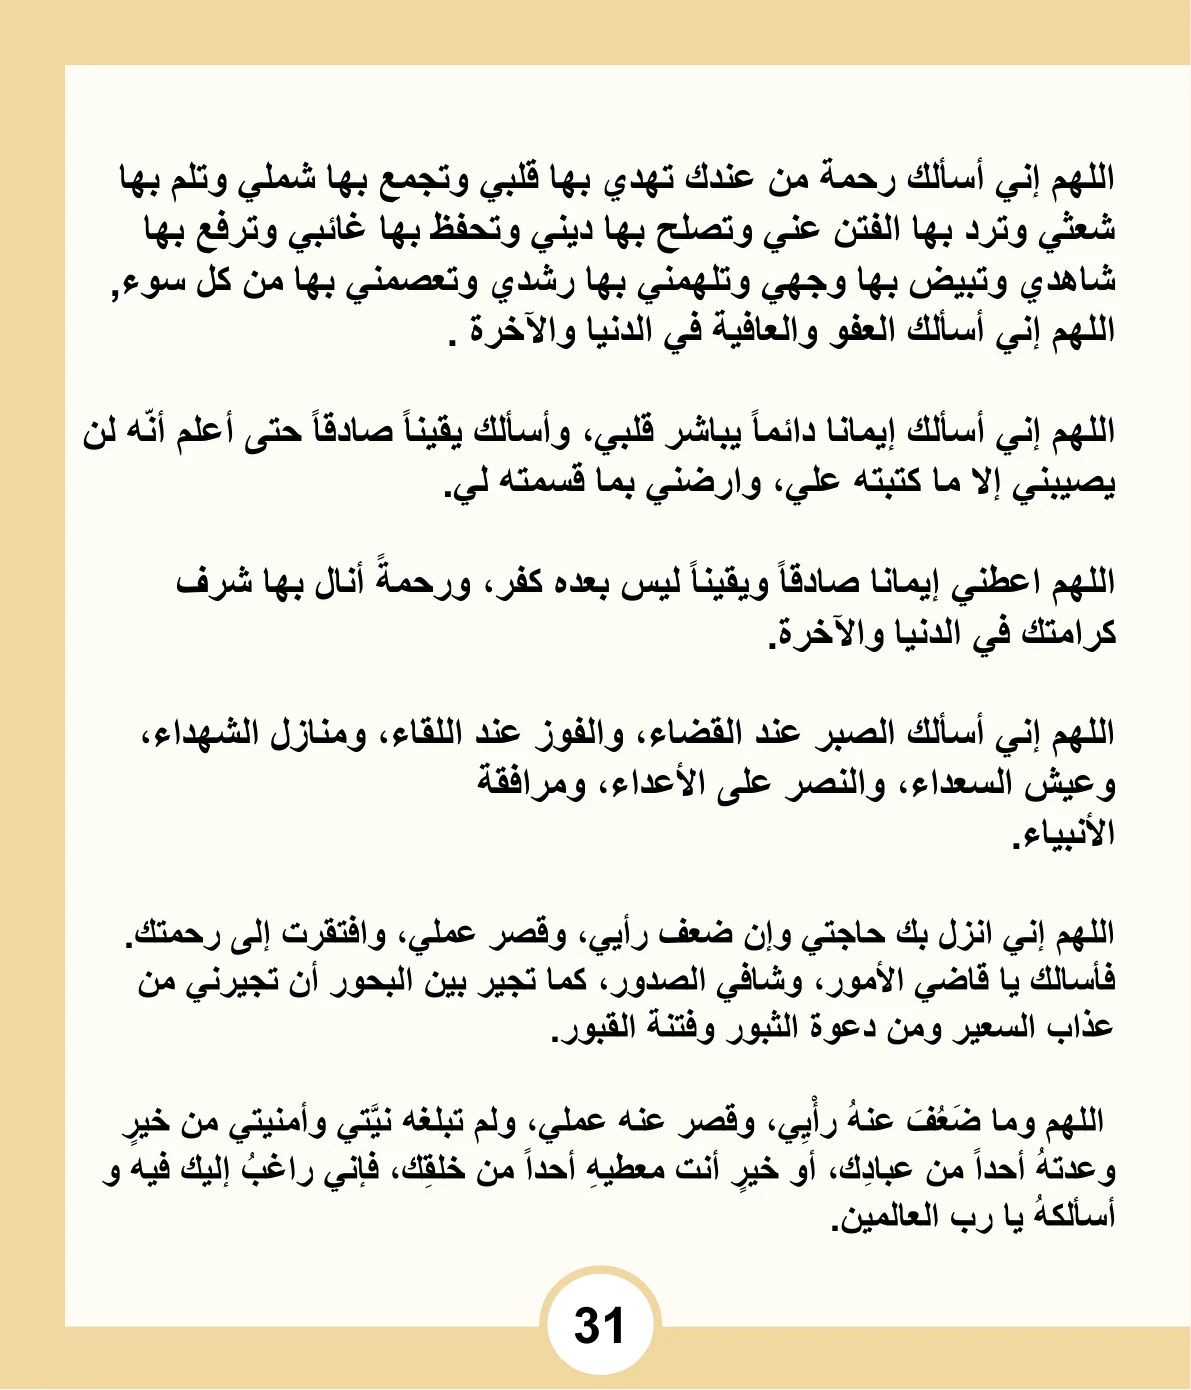 اللهم إني أسألك رحمة من عندك تهدي بها قلبي وتجمع بها شملي وتلم بها
شعثي وترد بها الفتن عني وتصلح بها ديني وتحفظ بها غائبي وترفع بها
شاهدي وتبيض بها وجهي وتلهمني بها رشدي وتعصمني بها من كل سوء,
اللهم إني أسألك العفو والعافية في الدنيا والآخرة .
اللهم إني أسألك إيمانا دائماً يباشر قلبي، وأسألك يقيناً صادقاً حتى أعلم أنّه لن
يصيبني إلا ما كتبته علي، وارضني بما قسمته لي.
اللهم اعطني إيمانا صادقاً ويقيناً ليس بعده كفر، ورحمةً أنال بها شرف
كرامتك في الدنيا والآخرة.
اللهم إني أسألك الصبر عند القضاء، والفوز عند اللقاء، ومنازل الشهداء،
وعيش السعداء، والنصر على الأعداء، ومرافقة
الأنبياء.
اللهم إني انزل بك حاجتي وإن ضعف رأيي، وقصر عملي، وافتقرت إلى رحمتك.
فأسالك يا قاضي الأمور، وشافي الصدور، كما تجير بين البحور أن تجيرني من
عذاب السعير ومن دعوة الثبور وفتنة القبور.
اللهم وما ضَعُفَ عنهُ رأْيِي، وقصر عنه عملي، ولم تبلغه نيَّتي وأمنيتي من خيرٍ
وعدتهُ أحداً من عبادِك، أو خيرٍ أنت معطيهِ أحداً من خلقِك، فإني راغبُ إليك فيه و
أسألكهُ يا رب العالمين.
31